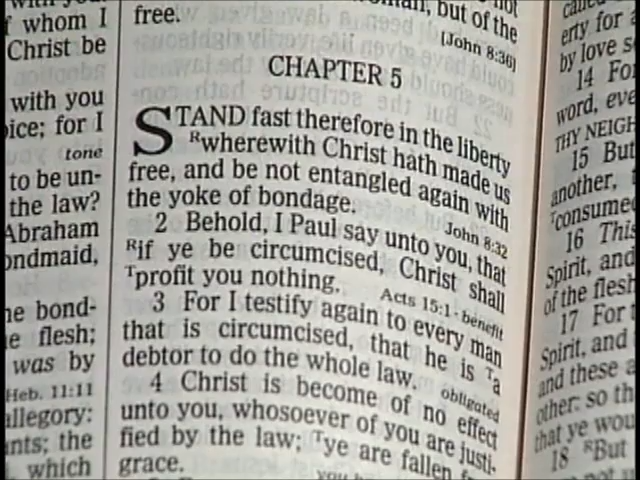 f whom I
Christ be
with you
oice; for I
tone
to be un-
the law?
Abraham
ondmaid,
ne bond-
e flesh;
was by
Heb. 11:11
allegory:
nts; the
which
free.
but of the
[John 8:36]
CHAPTER 5
STAND fast therefore in the liberty
Rwherewith Christ hath made us
free, and be not entangled again with
the yoke of bondage.
John 8:32
2 Behold, I Paul say unto you, that
Rif ye be circumcised, Christ shall
Tprofit you nothing.
Acts 15:1 · benefit
3 For I testify again to every man
that is circumcised, that he is Ta
debtor to do the whole law.
obligated
4 Christ is become of no effect
unto you, whosoever of you are justi-
fied by the law; Tye are fallen
grace.
erty for
by love s
14 For
word, eve
THY NEIGH
15 But
another,
Tconsumed
16 This
Spirit, and
of the flesh
17 For
Spirit, and
and these a
other: so th
that ye wou
18 RBut